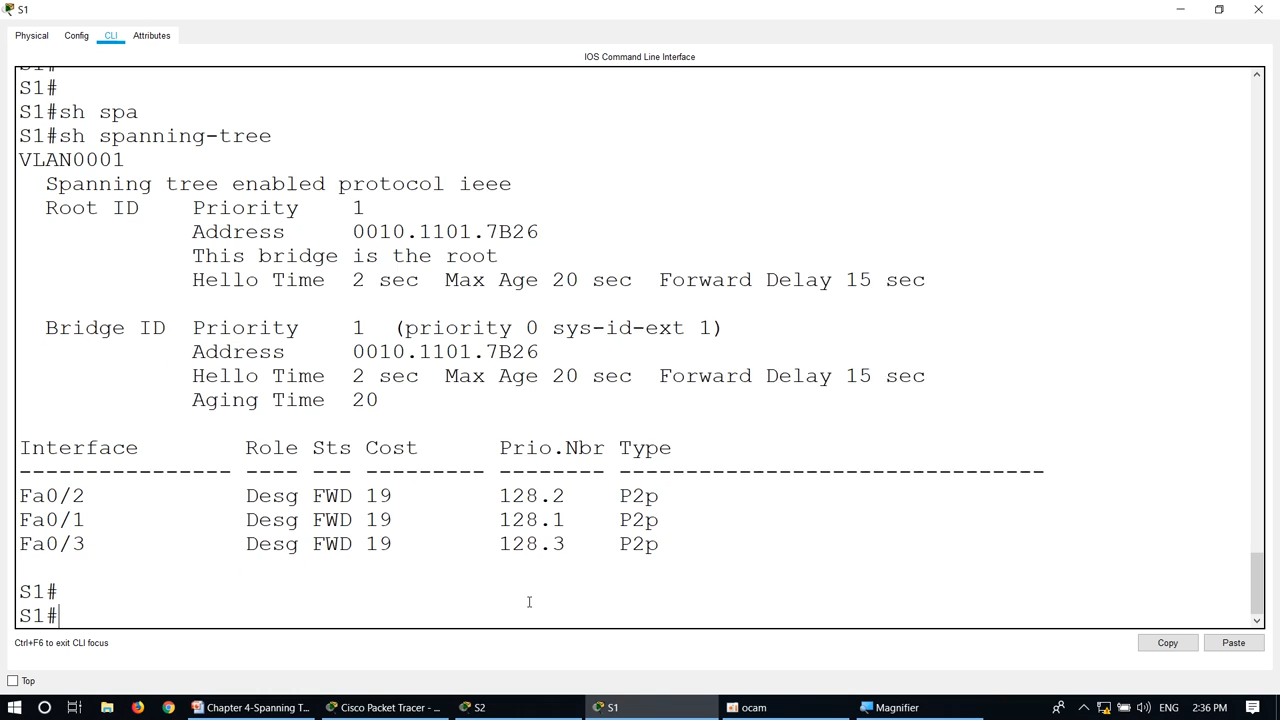 S1
Physical Config CLI Attributes
IOS Command Line Interface
S1#
S1#
S1#sh spa
S1#sh spanning-tree
VLAN0001
Spanning tree enabled protocol ieee
Root ID Priority 1
Address 0010.1101.7B26
This bridge is the root
Hello Time 2 sec Max Age 20 sec Forward Delay 15 sec
Bridge ID Priority 1 (priority 0 sys-id-ext 1)
Address 0010.1101.7B26
Hello Time 2 sec Max Age 20 sec Forward Delay 15 sec
Aging Time 20
Interface Role Sts Cost Prio.Nbr Type
---------------- ---- --- --------- -------- --------------------------------
Fa0/2 Desg FWD 19 128.2 P2p
Fa0/1 Desg FWD 19 128.1 P2p
Fa0/3 Desg FWD 19 128.3 P2p
S1#
S1#
Ctrl+F6 to exit CLI focus
Copy Paste
Top
Chapter 4-Spanning T... Cisco Packet Tracer - ... S2 S1 ocam Magnifier ENG 2:36 PM